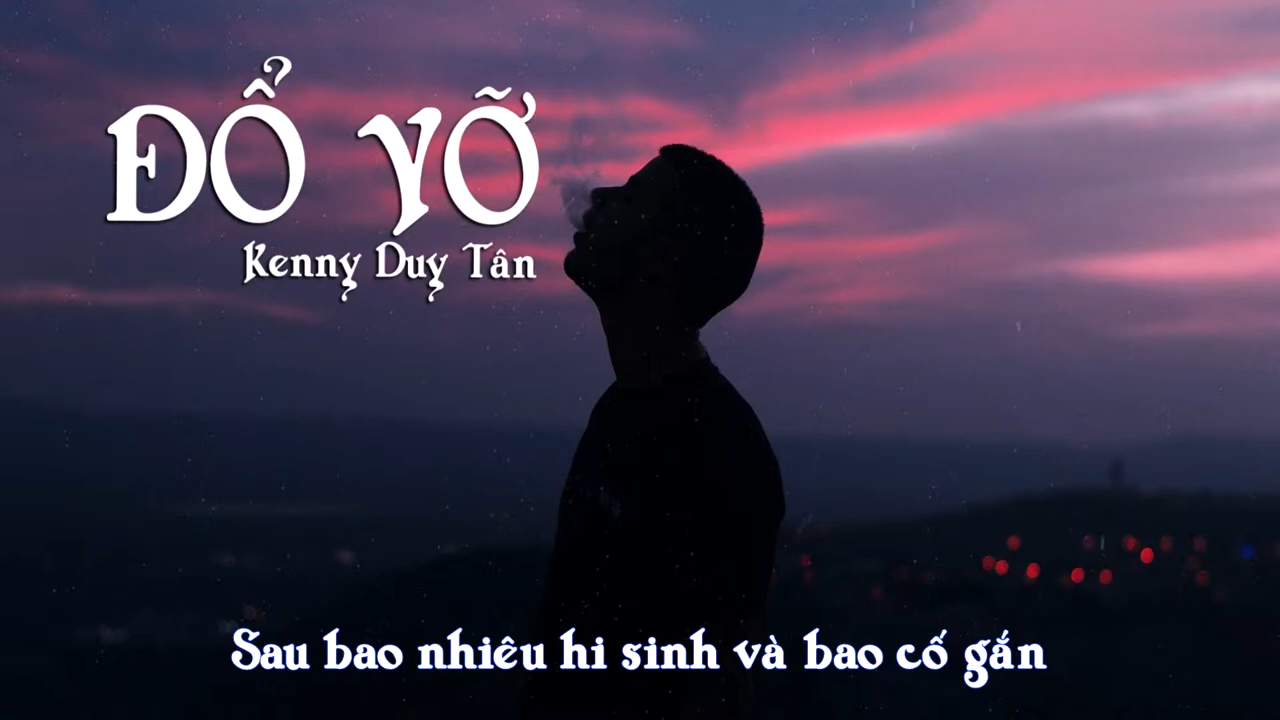 ĐỔ VỠ
Kenny Duy Tân
Sau bao nhiêu hi sinh và bao cố gắn